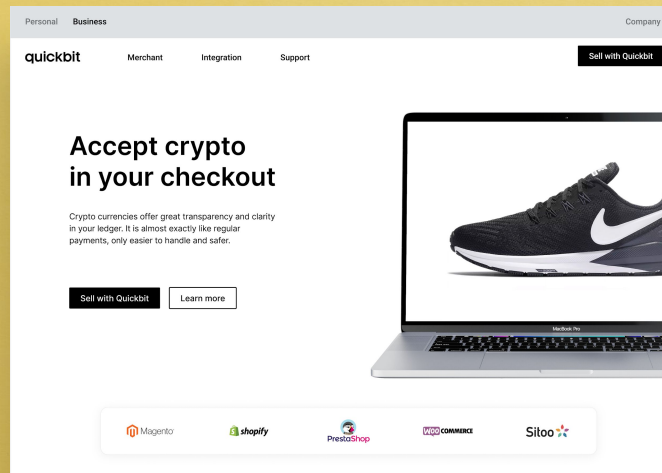 Personal Business Company
quickbit Merchant Integration Support Sell with Quickbit
Accept crypto
in your checkout
Crypto currencies offer great transparency and clarity
in your ledger. It is almost exactly like regular
payments, only easier to handle and safer.
Sell with Quickbit Learn more
MacBook Pro
Magento shopify PrestaShop WOO COMMERCE Sitoo